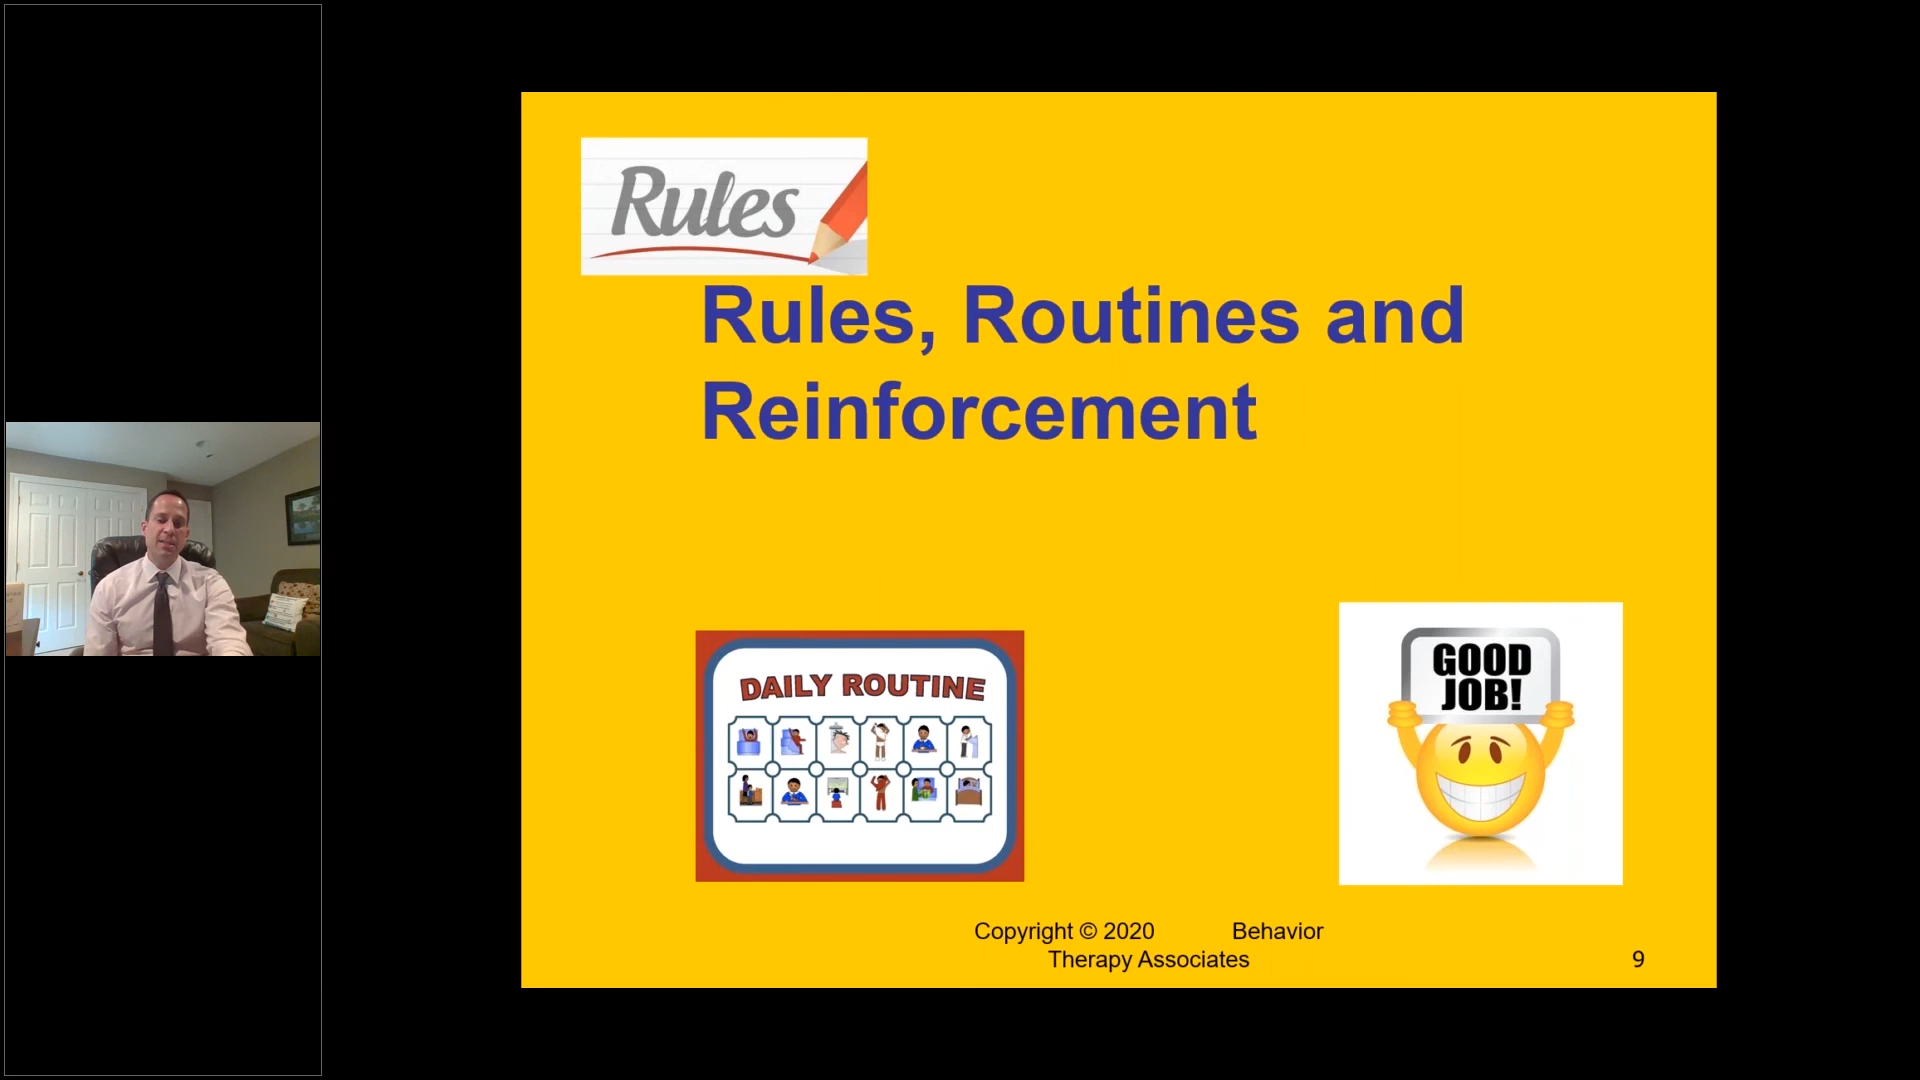 Rules
Rules, Routines and
Reinforcement
DAILY ROUTINE
GOOD
JOB!
Copyright © 2020 Behavior
Therapy Associates
9